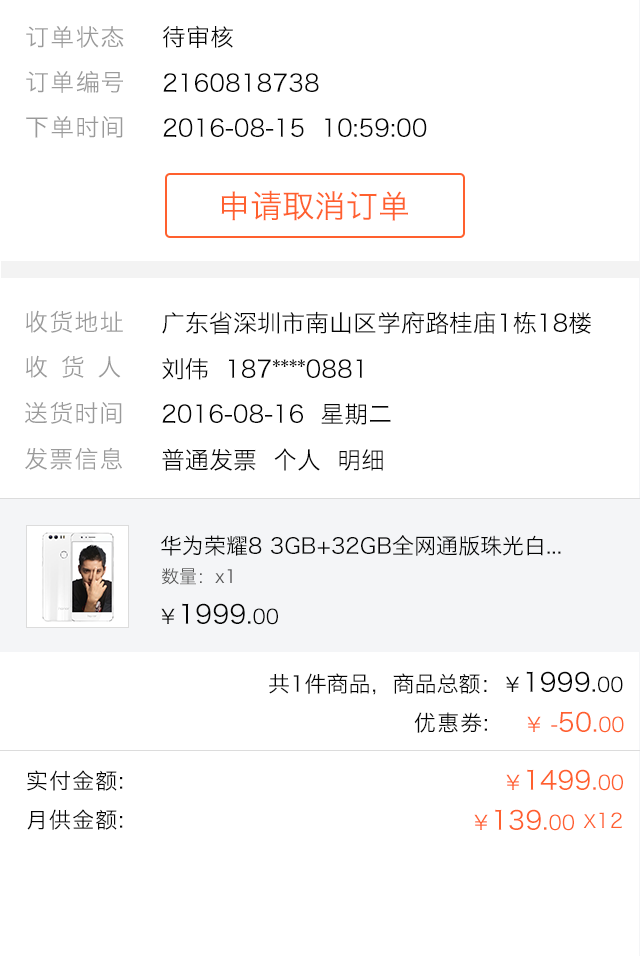 订单状态 待审核
订单编号 2160818738
下单时间 2016-08-15 10:59:00
申请取消订单
收货地址 广东省深圳市南山区学府路桂庙1栋18楼
收 货 人 刘伟 187****0881
送货时间 2016-08-16 星期二
发票信息 普通发票 个人 明细
华为荣耀8 3GB+32GB全网通版珠光白...
数量：x1
￥1999.00
共1件商品，商品总额：￥1999.00
优惠券： ￥ -50.00
实付金额: ￥1499.00
月供金额: ￥139.00 X12